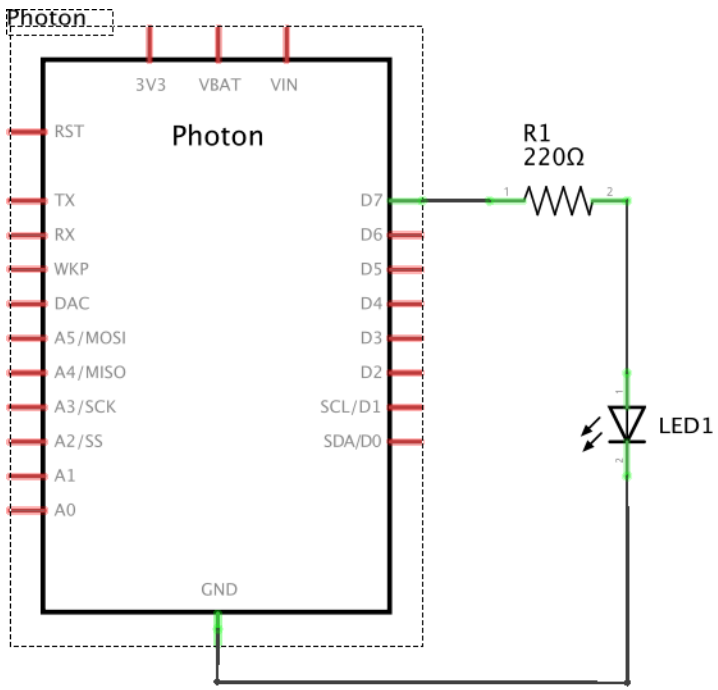 Photon
3V3 VBAT VIN
RST
Photon
R1
220Ω
TX
D7
1
2
RX
D6
WKP
D5
DAC
D4
A5/MOSI
D3
A4/MISO
D2
1
A3/SCK
SCL/D1
LED1
A2/SS
SDA/D0
2
A1
A0
GND